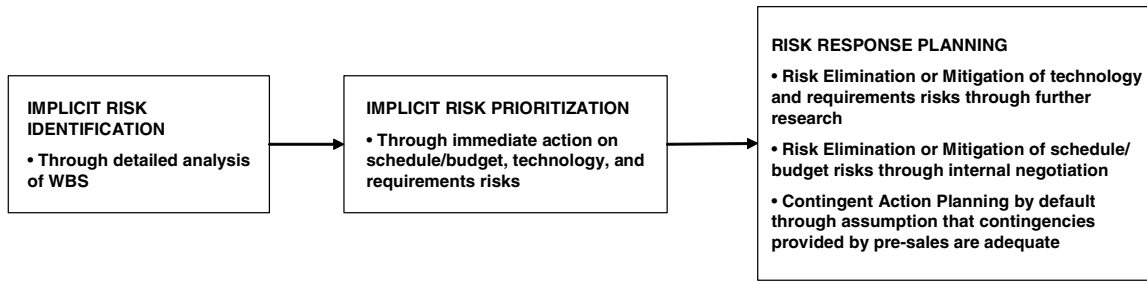 IMPLICIT RISK
IDENTIFICATION
• Through detailed analysis
of WBS
IMPLICIT RISK PRIORITIZATION
• Through immediate action on
schedule/budget, technology, and
requirements risks
RISK RESPONSE PLANNING
• Risk Elimination or Mitigation of technology
and requirements risks through further
research
• Risk Elimination or Mitigation of schedule/
budget risks through internal negotiation
• Contingent Action Planning by default
through assumption that contingencies
provided by pre-sales are adequate